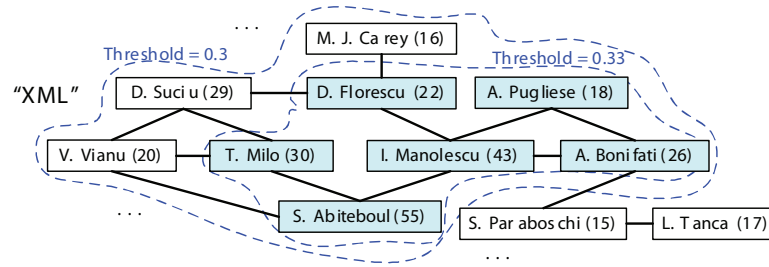 . . .
M. J. Carey (16)
Threshold = 0.3
Threshold = 0.33
"XML"
D. Suciu (29)
D. Florescu (22)
A. Pugliese (18)
V. Vianu (20)
T. Milo (30)
I. Manolescu (43)
A. Bonifati (26)
. . .
S. Abiteboul (55)
S. Paraboschi (15)
L. Tanca (17)
. . .